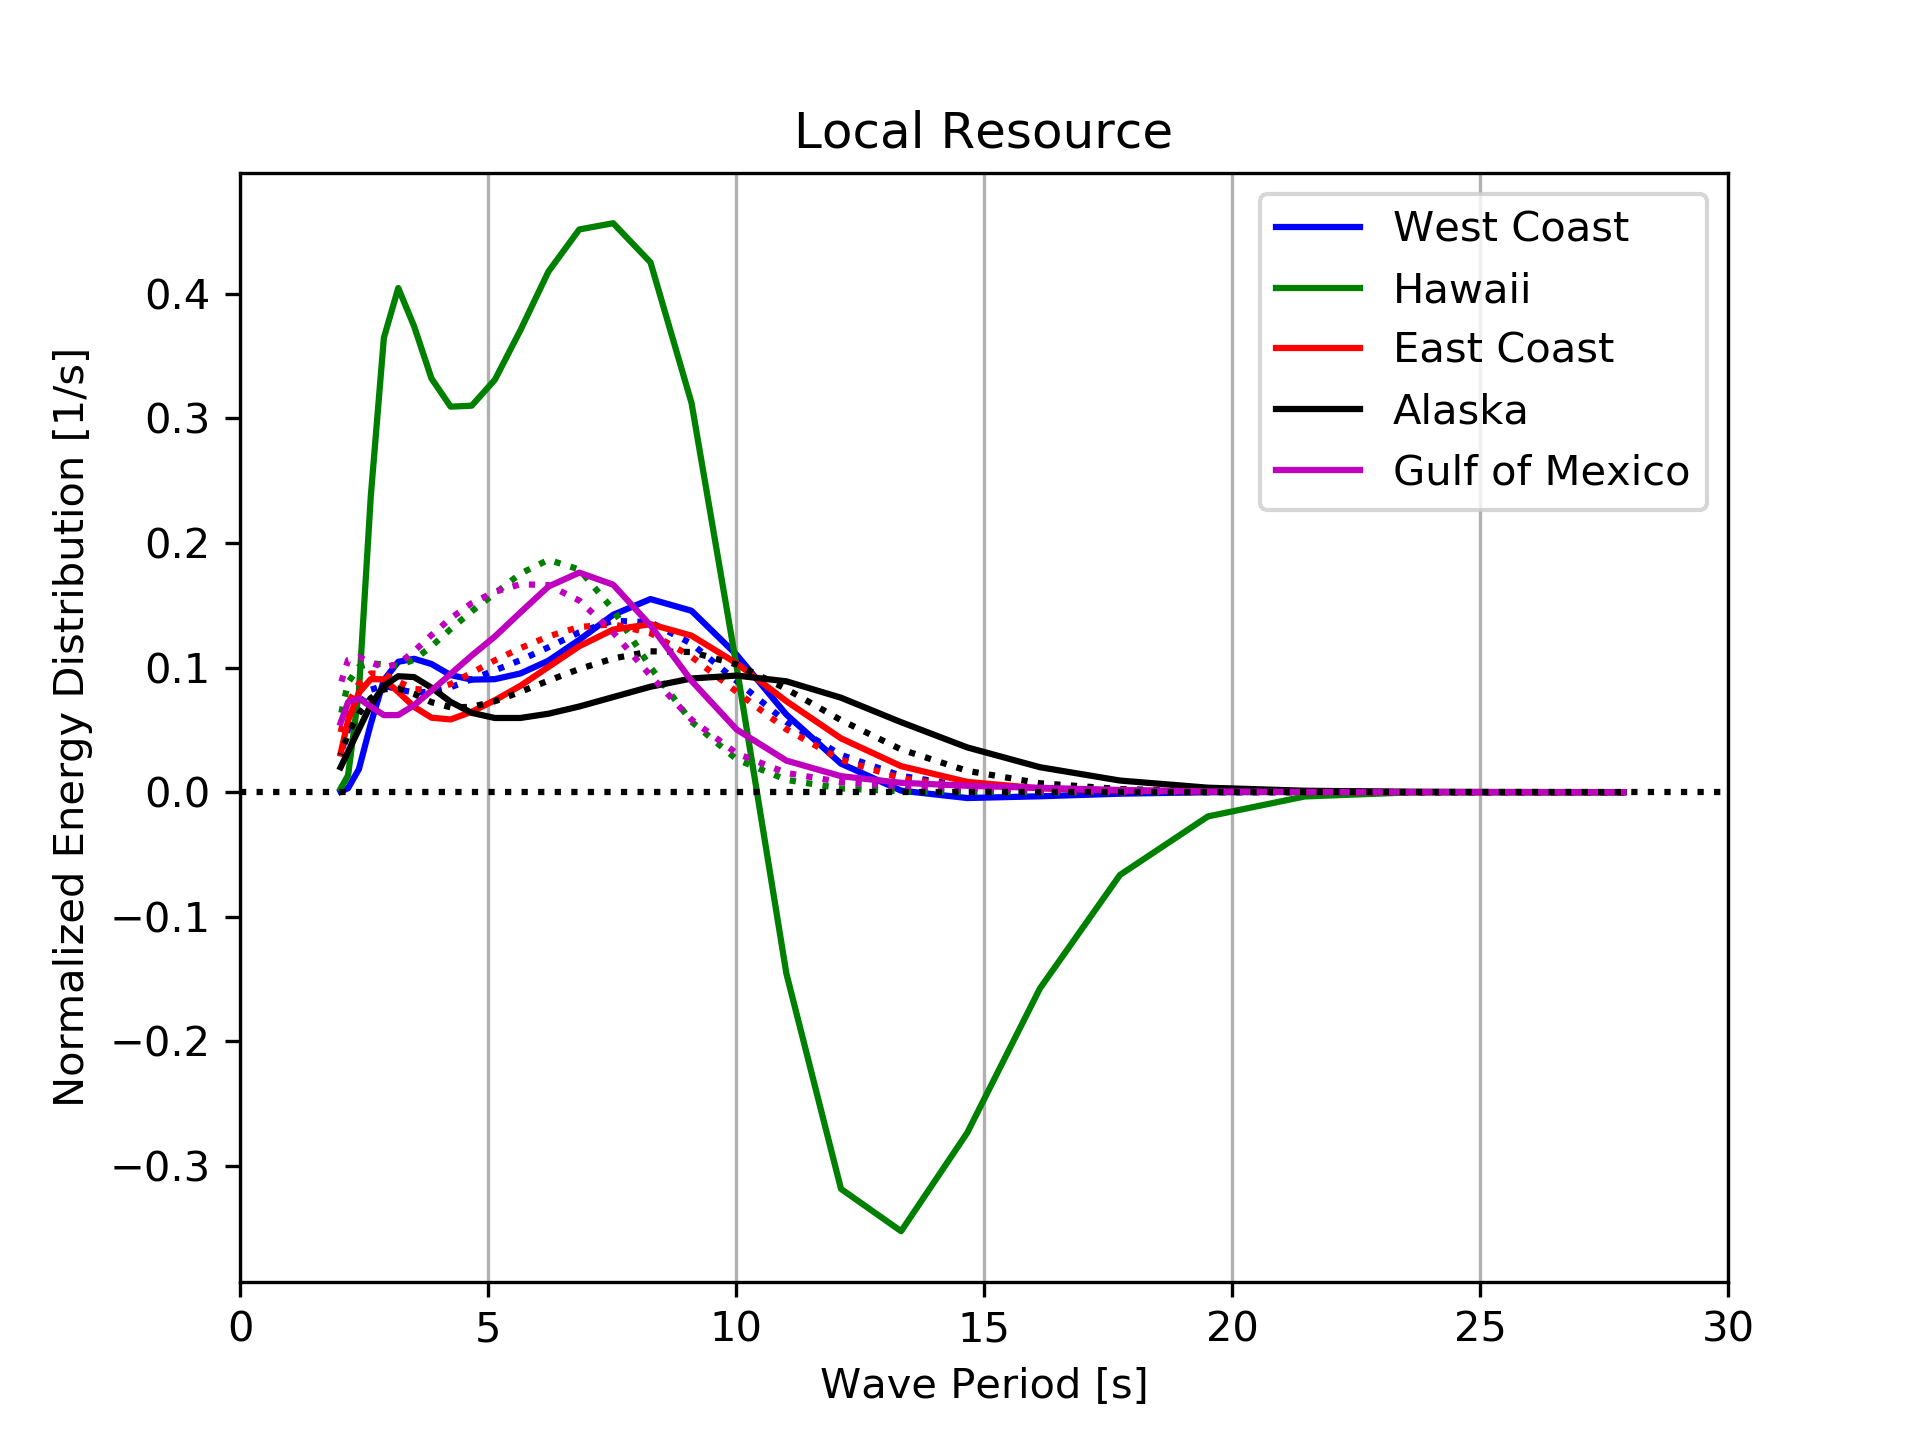 Local Resource
Normalized Energy Distribution [1/s]
0.4
0.3
0.2
0.1
0.0
−0.1
−0.2
−0.3
West Coast
Hawaii
East Coast
Alaska
Gulf of Mexico
0 5 10 15 20 25 30
Wave Period [s]